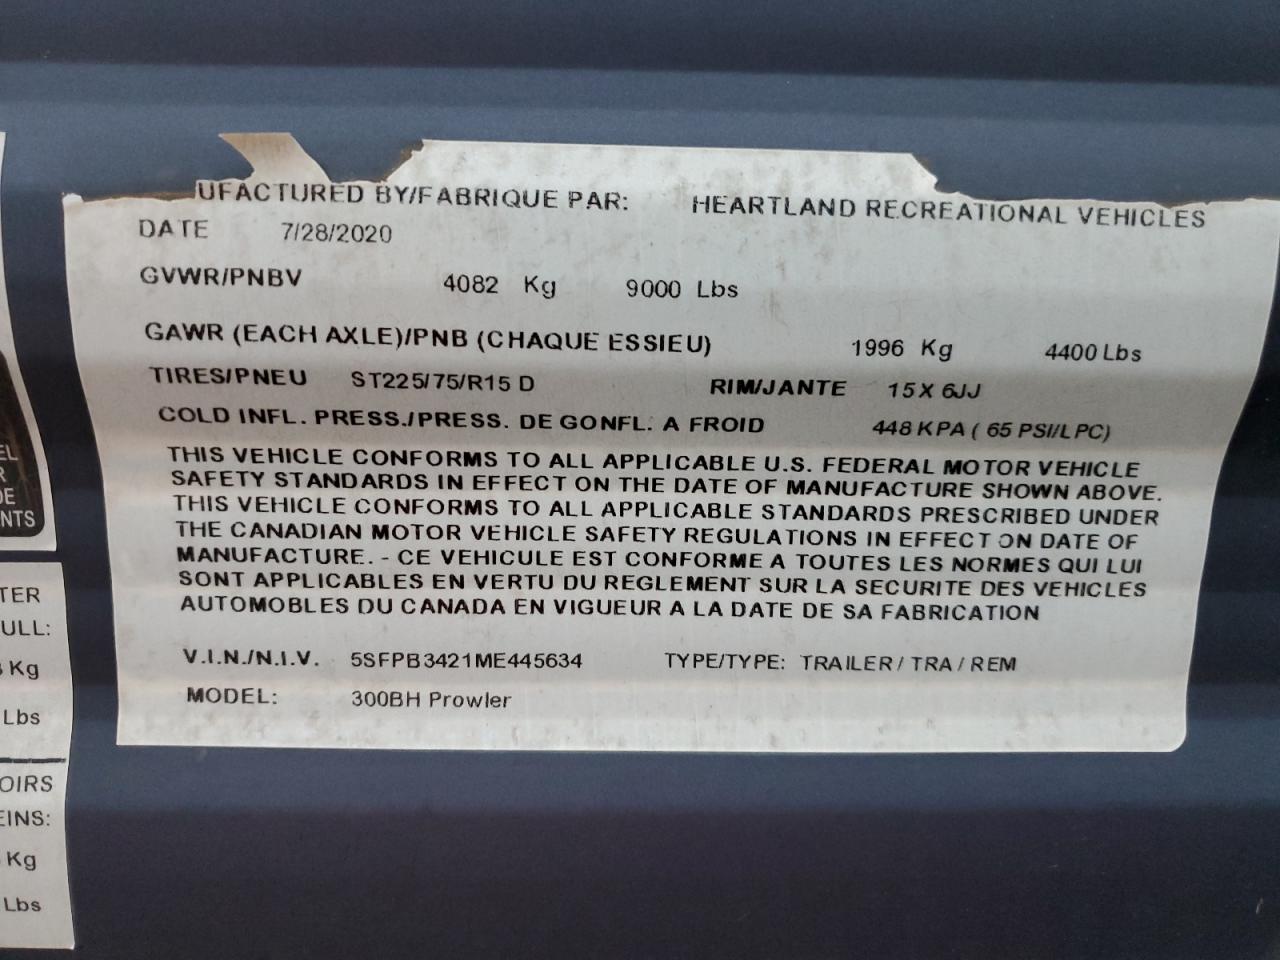 UFACTURED BY/FABRIQUE PAR: HEARTLAND RECREATIONAL VEHICLES
DATE 7/28/2020
GVWR/PNBV 4082 Kg 9000 Lbs
GAWR (EACH AXLE)/PNB (CHAQUE ESSIEU) 1996 Kg 4400 Lbs
TIRES/PNEU ST225/75/R15 D RIM/JANTE 15X 6JJ
COLD INFL. PRESS./PRESS. DE GONFL. A FROID 448 KPA ( 65 PSI/LPC)
THIS VEHICLE CONFORMS TO ALL APPLICABLE U.S. FEDERAL MOTOR VEHICLE
SAFETY STANDARDS IN EFFECT ON THE DATE OF MANUFACTURE SHOWN ABOVE.
THIS VEHICLE CONFORMS TO ALL APPLICABLE STANDARDS PRESCRIBED UNDER
THE CANADIAN MOTOR VEHICLE SAFETY REGULATIONS IN EFFECT ON DATE OF
MANUFACTURE. - CE VEHICULE EST CONFORME A TOUTES LES NORMES QUI LUI
SONT APPLICABLES EN VERTU DU REGLEMENT SUR LA SECURITE DES VEHICLES
AUTOMOBILES DU CANADA EN VIGUEUR A LA DATE DE SA FABRICATION
V.I.N./N.I.V. 5SFPB3421ME445634 TYPE/TYPE: TRAILER / TRA / REM
MODEL: 300BH Prowler
EL
R
DE
NTS
TER
ULL:
Kg
Lbs
OIRS
EINS:
Kg
Lbs